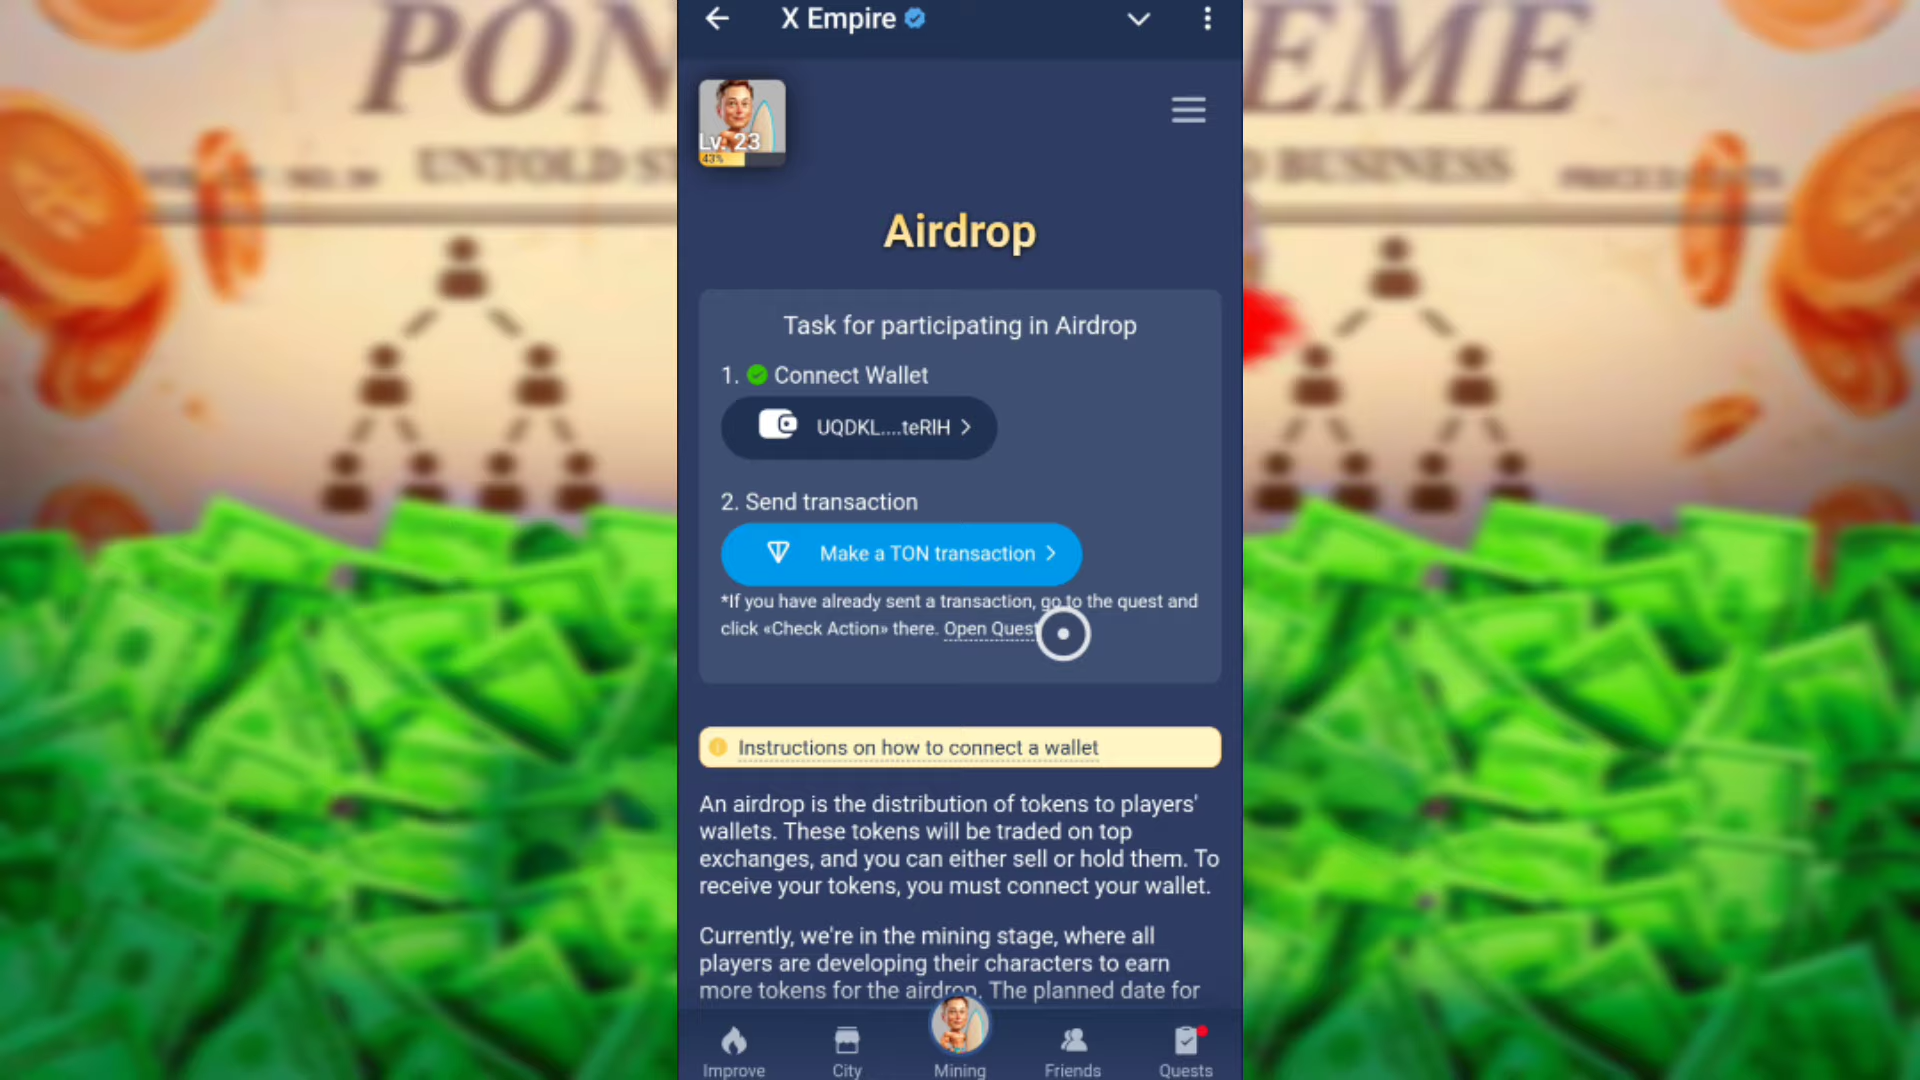 X Empire
PON
EME
UNTOLD S
D BUSINESS
Lv. 23
43%
Airdrop
Task for participating in Airdrop
1. Connect Wallet
UQDKL....teRlH
2. Send transaction
Make a TON transaction
*If you have already sent a transaction, go to the quest and
click «Check Action» there. Open Quest
Instructions on how to connect a wallet
An airdrop is the distribution of tokens to players'
wallets. These tokens will be traded on top
exchanges, and you can either sell or hold them. To
receive your tokens, you must connect your wallet.
Currently, we're in the mining stage, where all
players are developing their characters to earn
more tokens for the airdrop. The planned date for
Improve
City
Mining
Friends
Quests